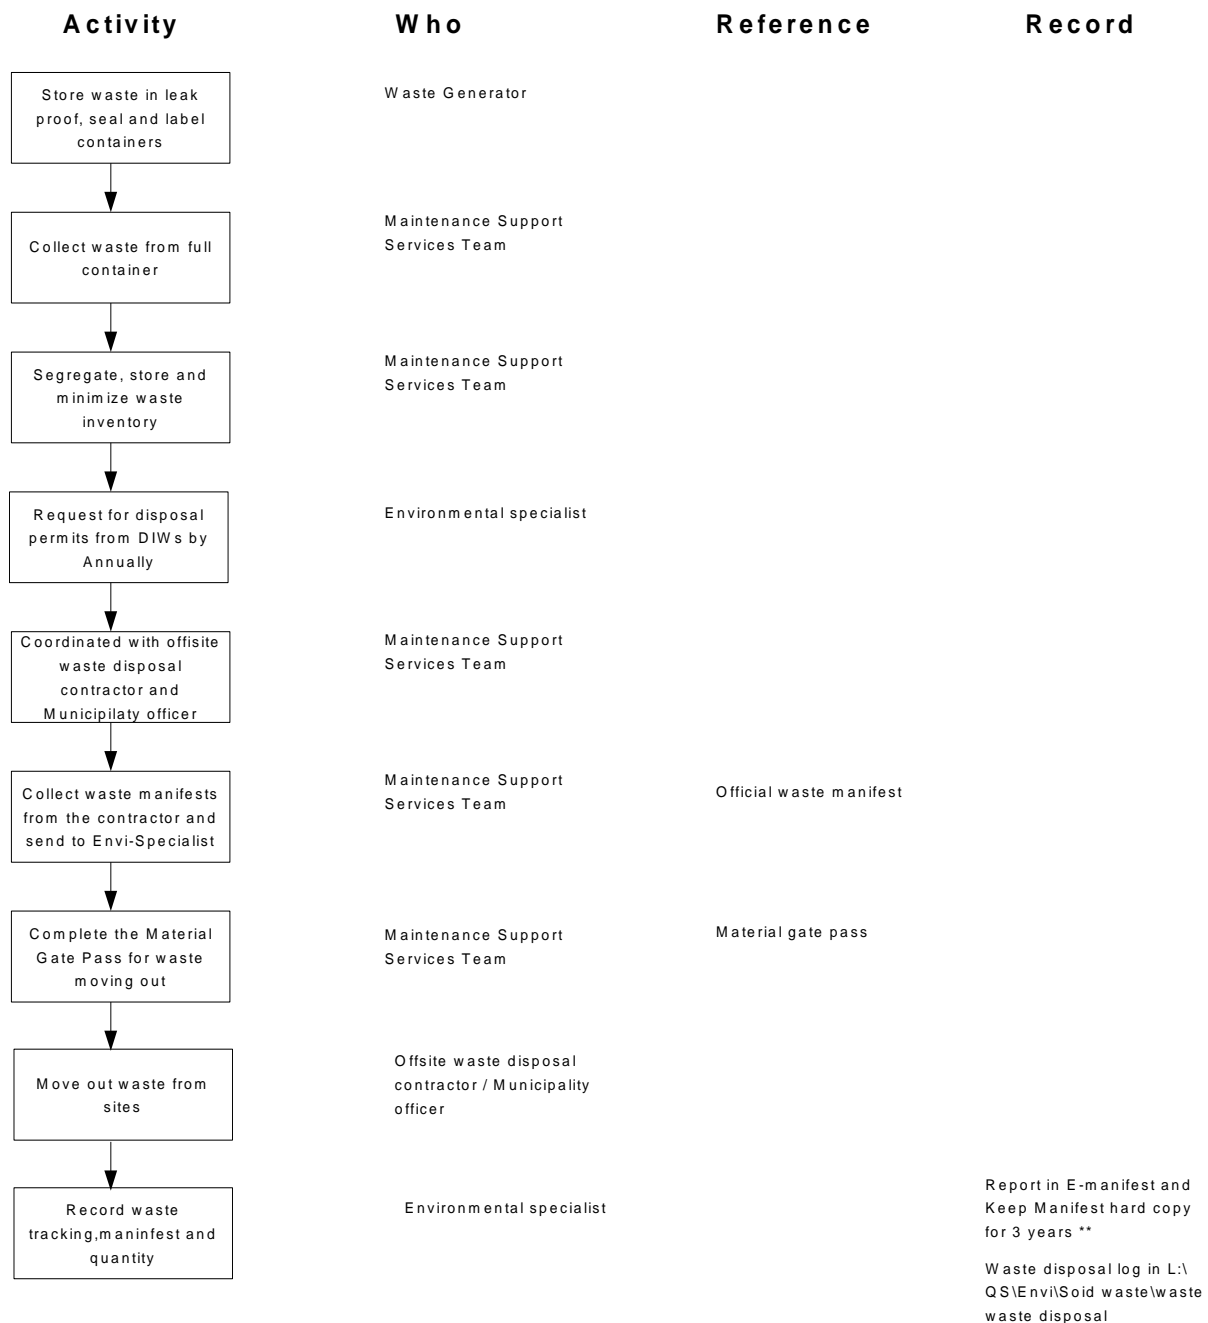 Activity Who Reference Record
Store waste in leak
proof, seal and label
containers
Waste Generator
Collect waste from full
container
Maintenance Support
Services Team
Segregate, store and
minimize waste
inventory
Maintenance Support
Services Team
Request for disposal
permits from DIWs by
Annually
Environmental specialist
Coordinated with offisite
waste disposal
contractor and
Municipilaty officer
Maintenance Support
Services Team
Collect waste manifests
from the contractor and
send to Envi-Specialist
Maintenance Support
Services Team
Official waste manifest
Complete the Material
Gate Pass for waste
moving out
Maintenance Support
Services Team
Material gate pass
Move out waste from
sites
Offsite waste disposal
contractor / Municipality
officer
Record waste
tracking,maninfest and
quantity
Environmental specialist
Report in E-manifest and
Keep Manifest hard copy
for 3 years **
Waste disposal log in L:\
QS\Envi\Soid waste\waste
waste disposal